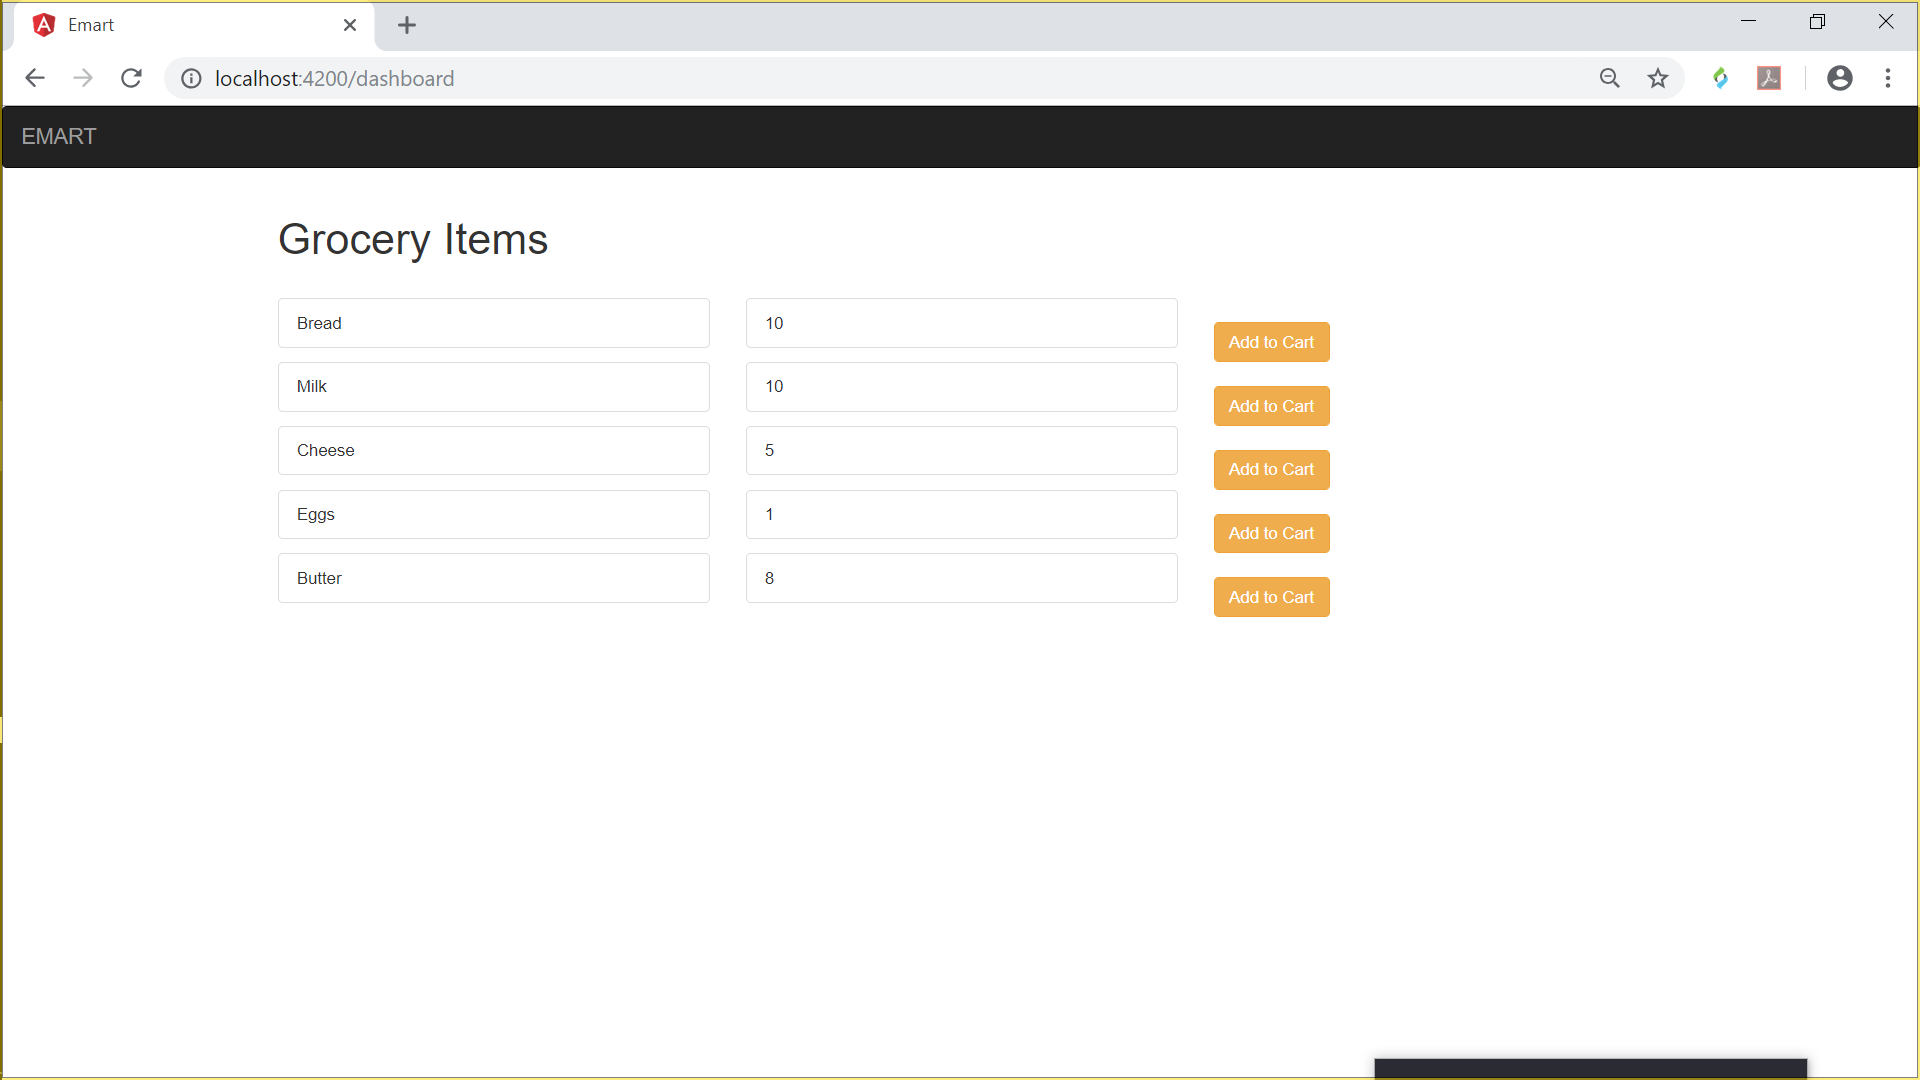 Emart
localhost:4200/dashboard
EMART
Grocery Items
Bread 10 Add to Cart
Milk 10 Add to Cart
Cheese 5 Add to Cart
Eggs 1 Add to Cart
Butter 8 Add to Cart